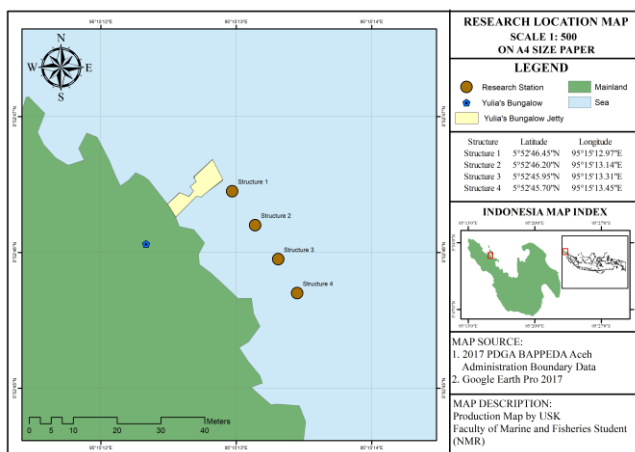 RESEARCH LOCATION MAP
SCALE 1: 500
ON A4 SIZE PAPER
LEGEND
Research Station
Mainland
Yulia's Bungalow
Sea
Yulia's Bungalow Jetty
Structure Latitude Longitude
Structure 1 5°52'46.45"N 95°15'12.97"E
Structure 2 5°52'46.20"N 95°15'13.14"E
Structure 3 5°52'45.95"N 95°15'13.31"E
Structure 4 5°52'45.70"N 95°15'13.45"E
INDONESIA MAP INDEX
MAP SOURCE:
1. 2017 PDGA BAPPEDA Aceh
Administration Boundary Data
2. Google Earth Pro 2017
MAP DESCRIPTION:
Production Map by USK
Faculty of Marine and Fisheries Student
(NMR)
N
W E
S
Structure 1
Structure 2
Structure 3
Structure 4
Meters
0 5 10 20 30 40